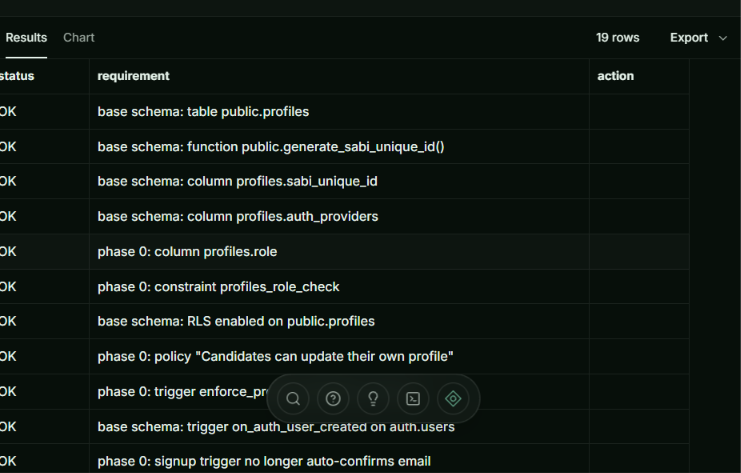 Results Chart 19 rows Export
status requirement action
OK base schema: table public.profiles
OK base schema: function public.generate_sabi_unique_id()
OK base schema: column profiles.sabi_unique_id
OK base schema: column profiles.auth_providers
OK phase 0: column profiles.role
OK phase 0: constraint profiles_role_check
OK base schema: RLS enabled on public.profiles
OK phase 0: policy "Candidates can update their own profile"
OK phase 0: trigger
OK base schema: trigger on_auth_user_created on auth.users
OK phase 0: signup trigger no longer auto-confirms email